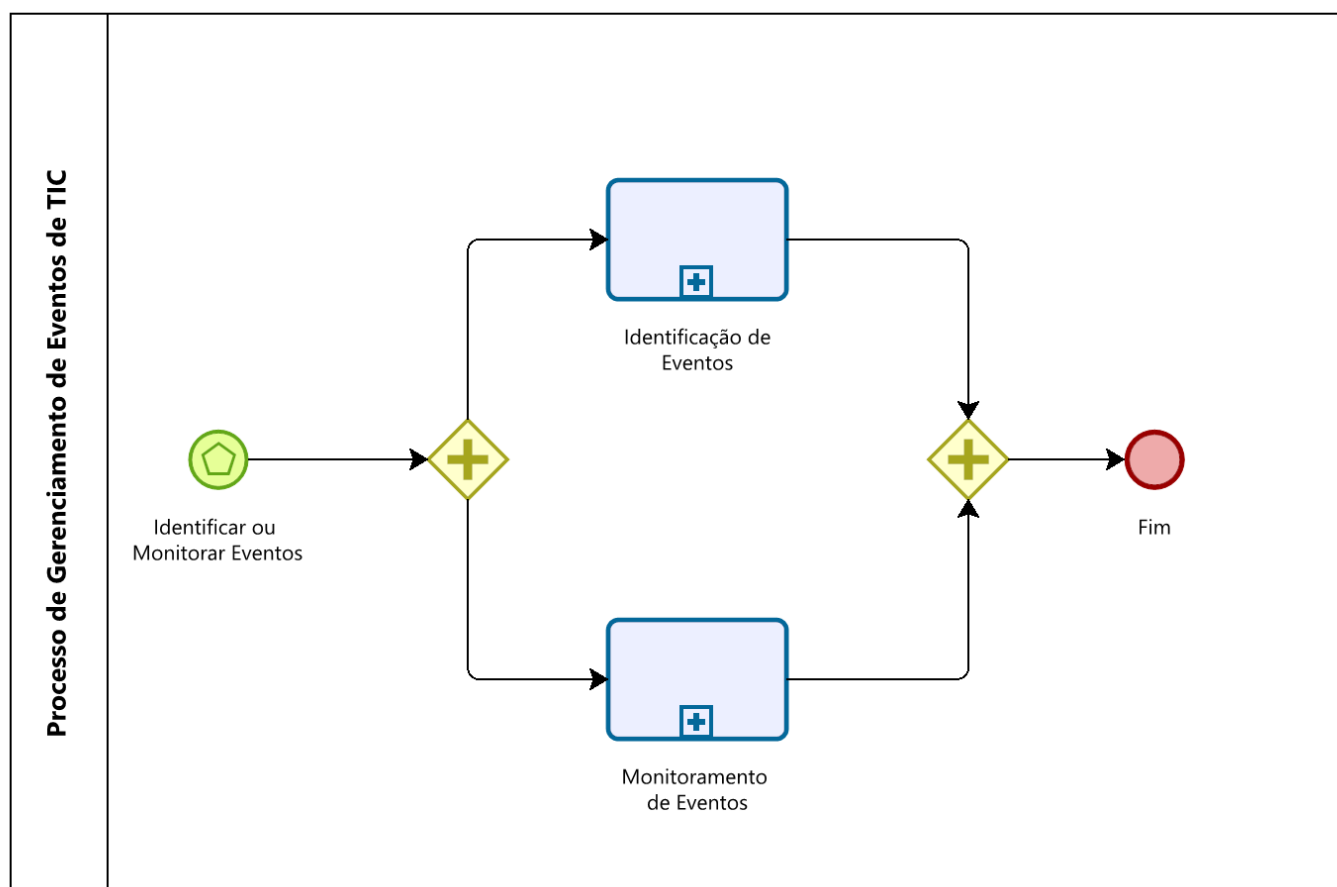 Processo de Gerenciamento de Eventos de TIC
Identificação de
Eventos
Identificar ou
Monitorar Eventos
Fim
Monitoramento
de Eventos